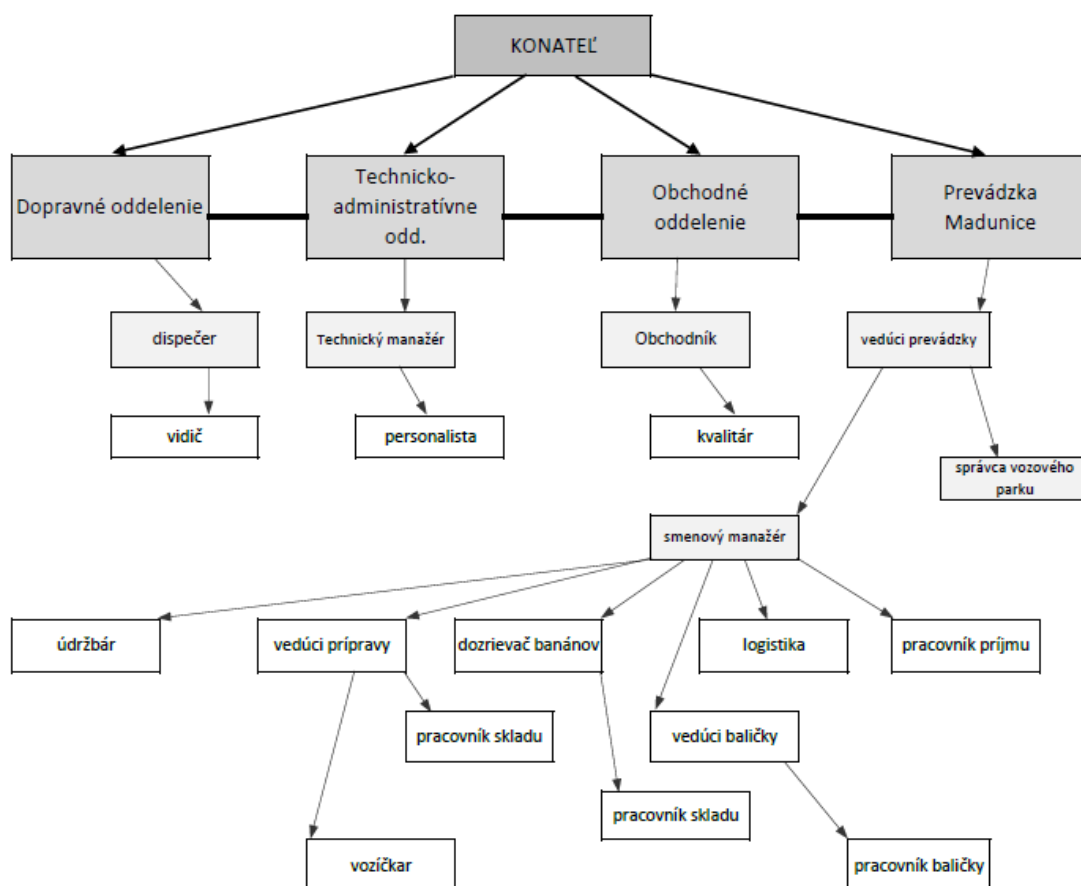 KONATEĽ
Dopravné oddelenie
Technicko-
administratívne
odd.
Obchodné
oddelenie
Prevádzka
Madunice
dispečer
Technický manažér
Obchodník
vedúci prevádzky
vidič
personalista
kvalitár
správca vozového
parku
smenový manažér
údržbár
vedúci prípravy
dozrievač banánov
logistika
pracovník príjmu
pracovník skladu
vedúci baličky
pracovník skladu
vozíčkar
pracovník baličky